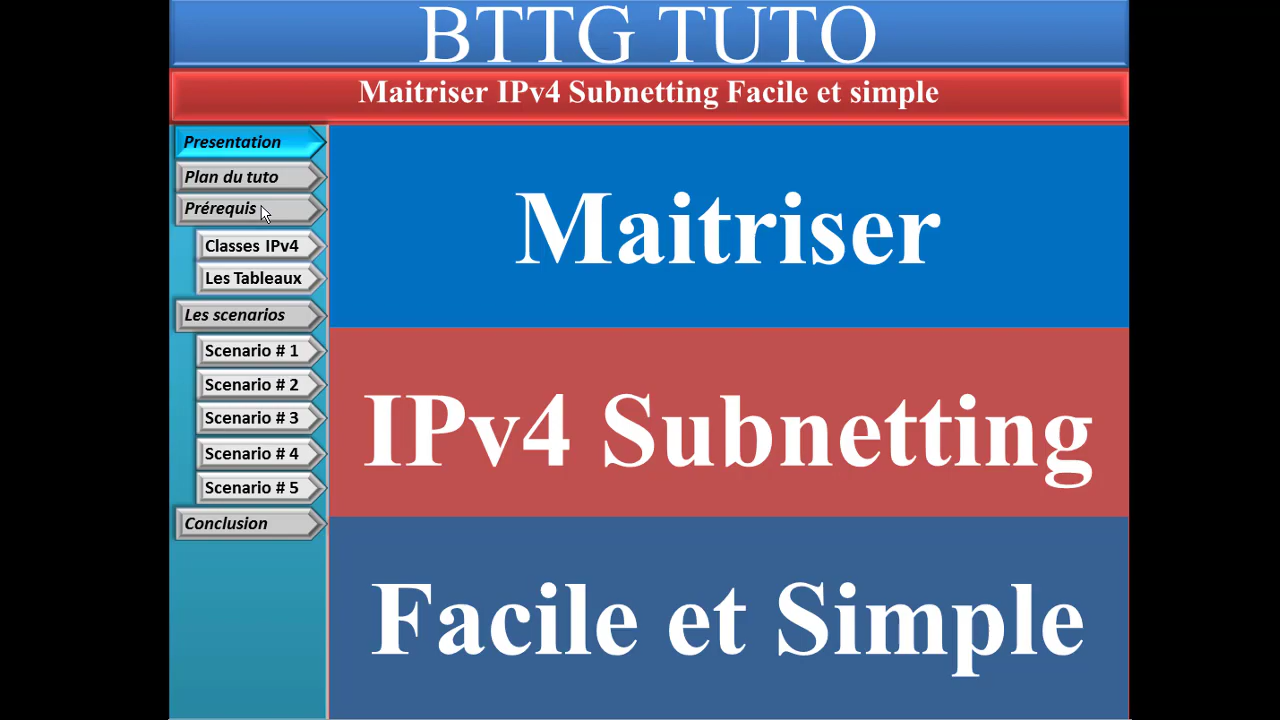 BTTG TUTO
Maitriser IPv4 Subnetting Facile et simple
Presentation
Plan du tuto
Prérequis
Classes IPv4
Les Tableaux
Les scenarios
Scenario # 1
Scenario # 2
Scenario # 3
Scenario # 4
Scenario # 5
Conclusion
Maitriser
IPv4 Subnetting
Facile et Simple